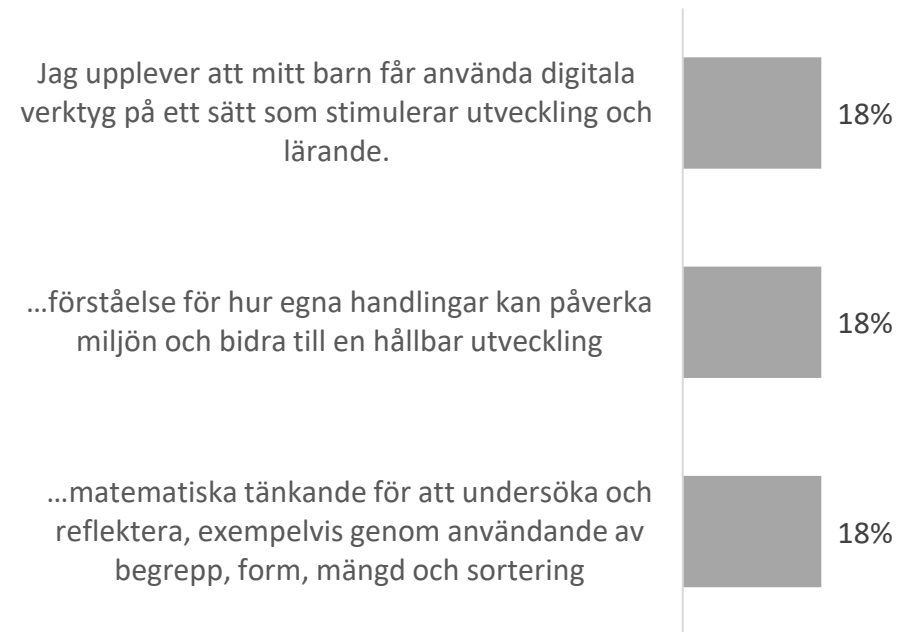 Jag upplever att mitt barn får använda digitala
verktyg på ett sätt som stimulerar utveckling och
lärande.
18%
…förståelse för hur egna handlingar kan påverka
miljön och bidra till en hållbar utveckling
18%
…matematiska tänkande för att undersöka och
reflektera, exempelvis genom användande av
begrepp, form, mängd och sortering
18%